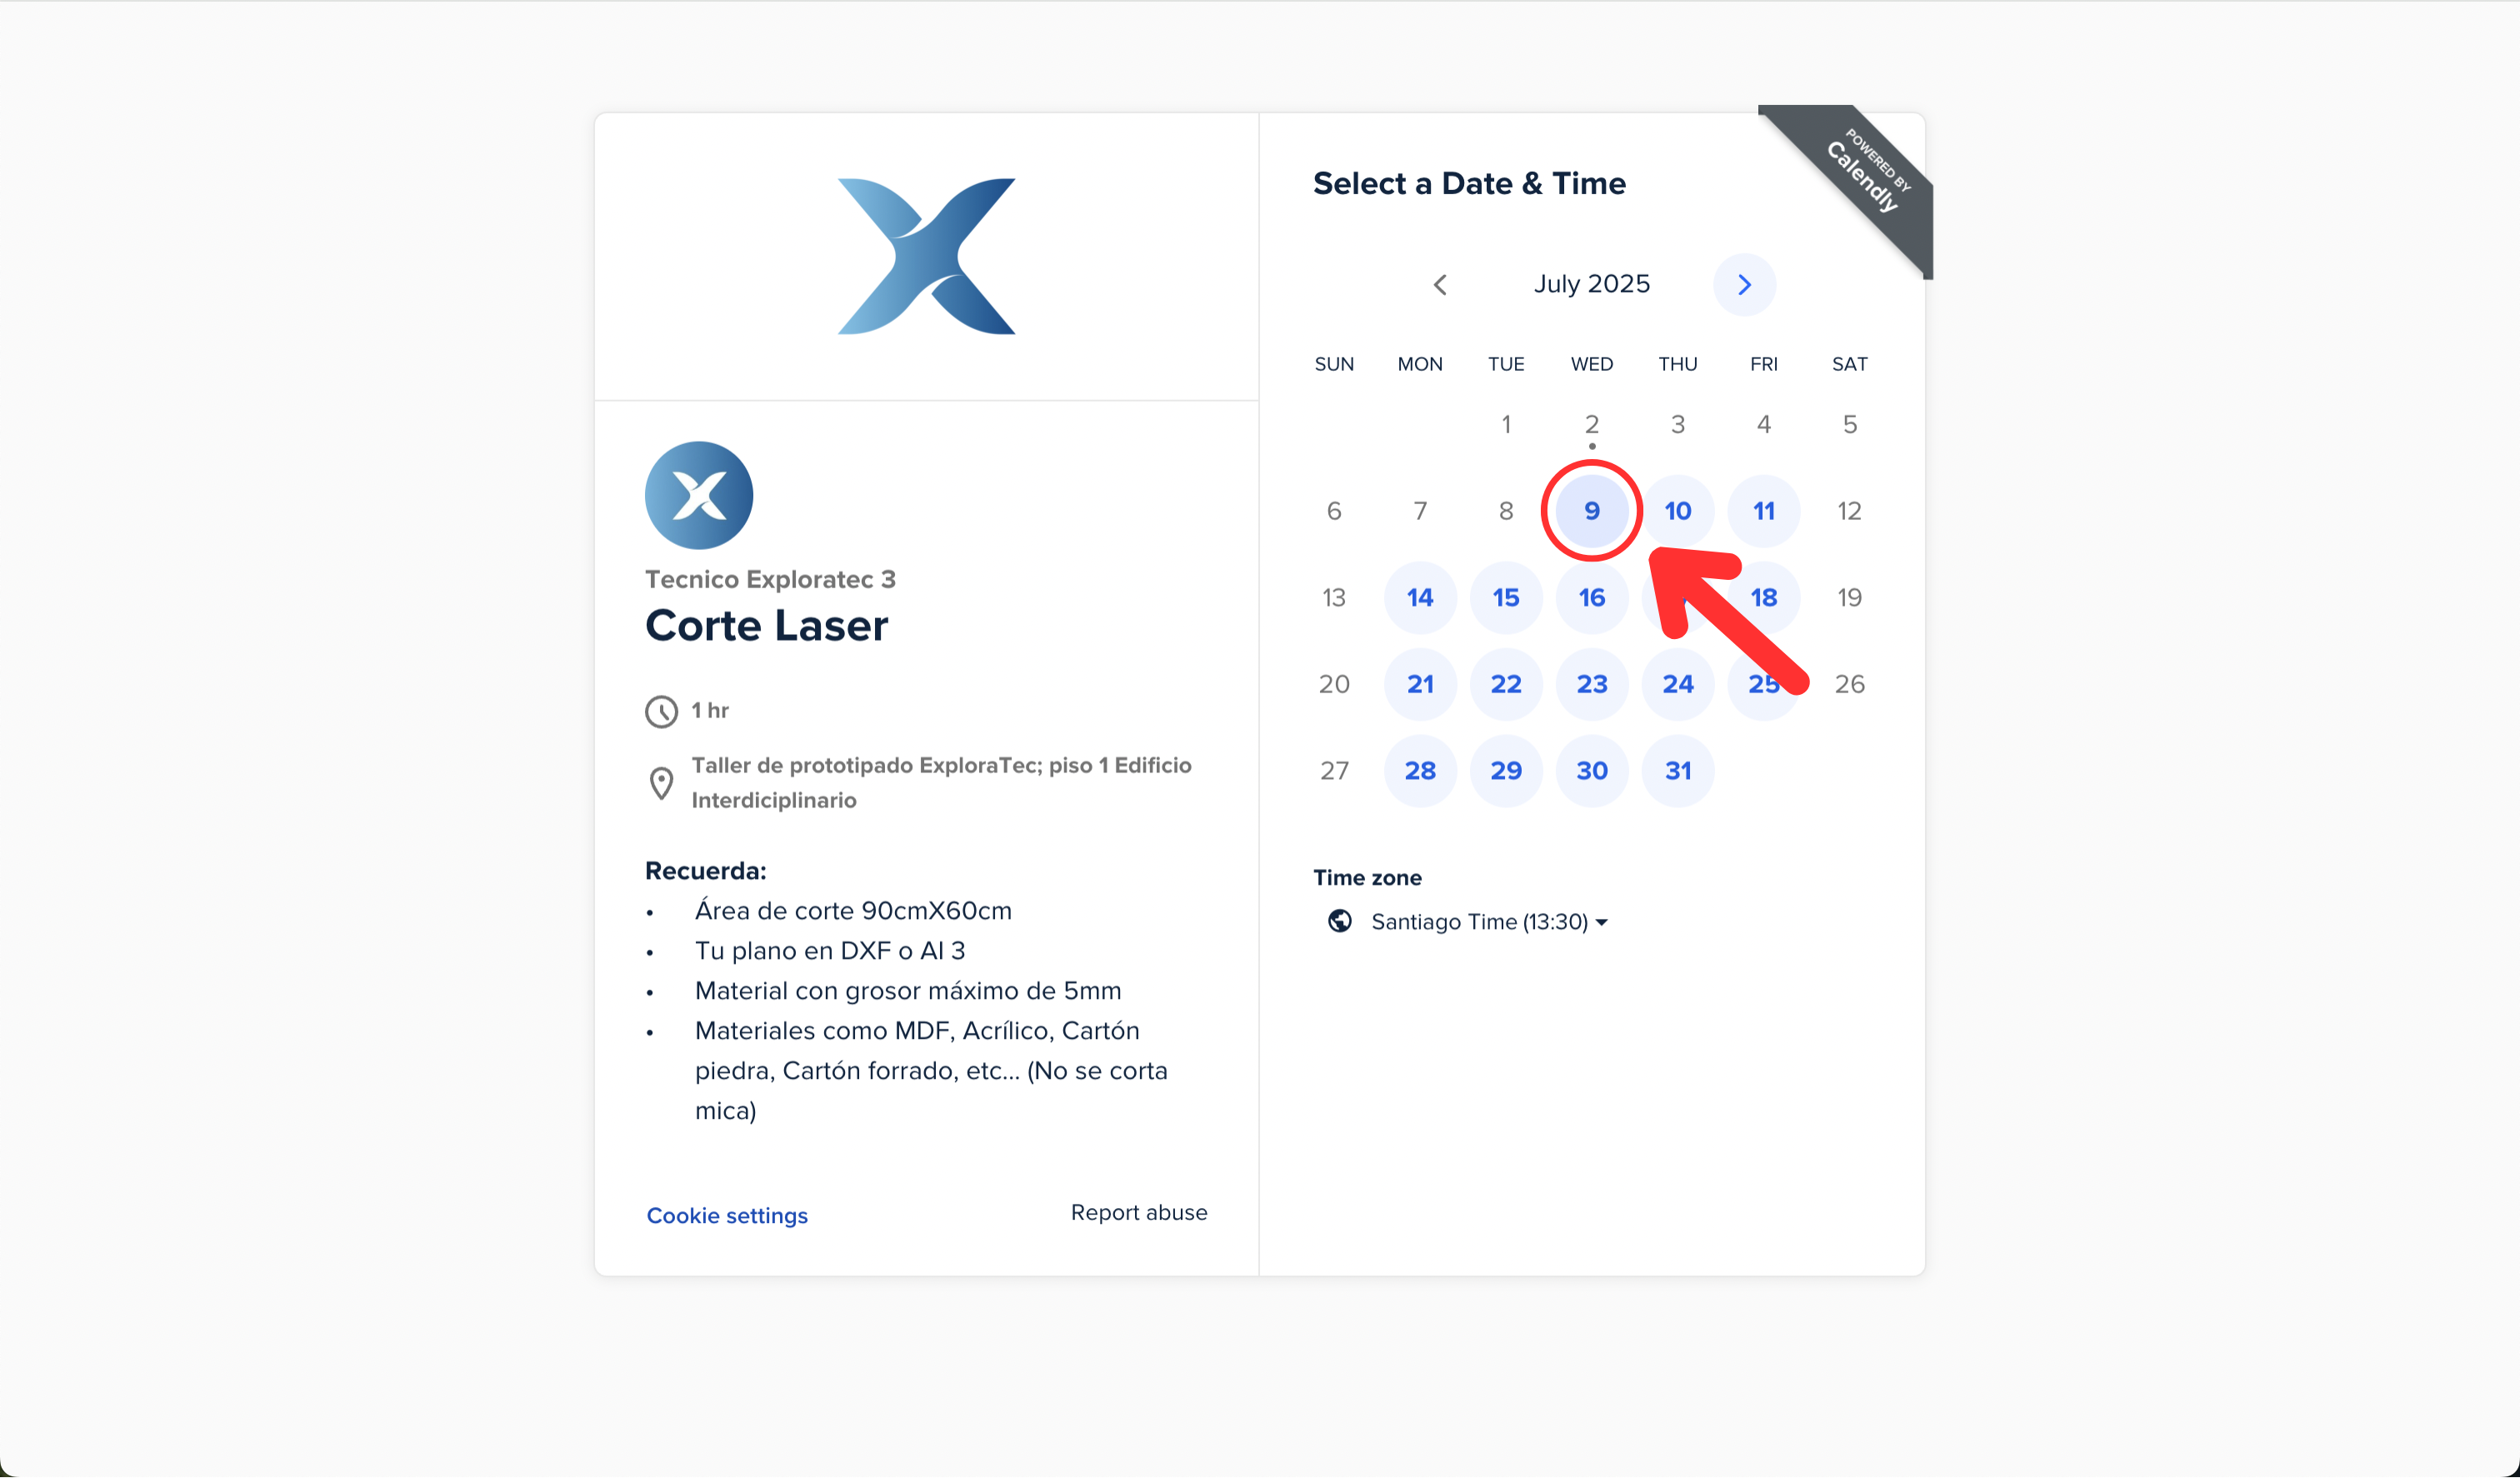 POWERED BY
Calendly
Tecnico Exploratec 3
Corte Laser
1 hr
Taller de prototipado ExploraTec; piso 1 Edificio
Interdiciplinario
Recuerda:
• Área de corte 90cmX60cm
• Tu plano en DXF o AI 3
• Material con grosor máximo de 5mm
• Materiales como MDF, Acrílico, Cartón
piedra, Cartón forrado, etc... (No se corta
mica)
Cookie settings
Report abuse
Select a Date & Time
July 2025
SUN MON TUE WED THU FRI SAT
1 2 3 4 5
6 7 8 9 10 11 12
13 14 15 16 18 19
20 21 22 23 24 25 26
27 28 29 30 31
Time zone
Santiago Time (13:30)